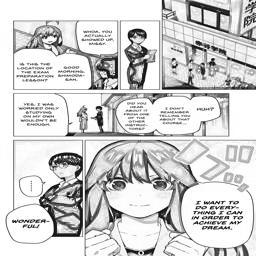 WHOA, YOU
ACTUALLY
SHOWED UP,
MISSY.
GOOD
MORNING,
SHIMODA-
SAN.
IS THIS THE
LOCATION OF
THE EXAM
PREPARATION
LESSON?
HUH?
I DON'T
REMEMBER
TELLING YOU
ABOUT THAT
COURSE...
DID YOU
HEAR ABOUT
IT FROM
ONE OF THE
OTHER
INSTRUC-
TORS?
YES, I WAS
WORRIED ONLY
STUDYING
ON MY OWN
WOULDN'T BE
ENOUGH.
I WANT TO
DO EVERY-
THING I CAN
IN ORDER TO
ACHIEVE MY
DREAM.
WONDER-
FUL!